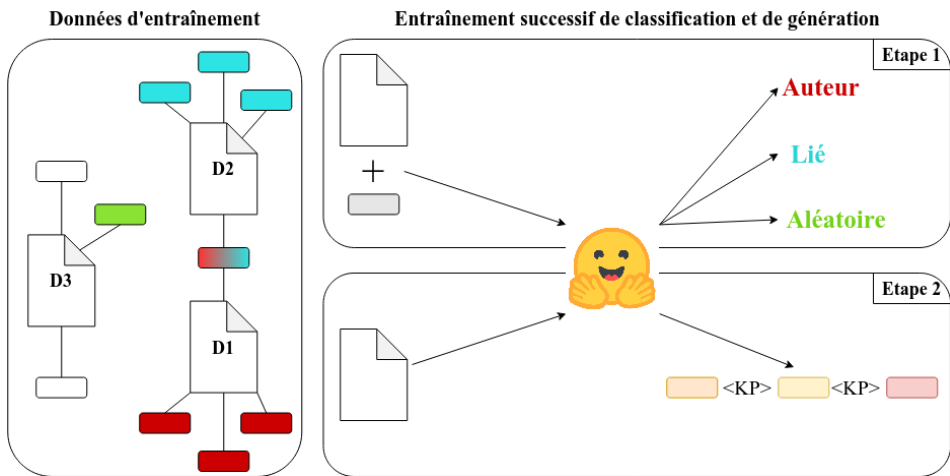 Données d'entraînement
D2
D3
D1
Entraînement successif de classification et de génération
Etape 1
+
Auteur
Lié
Aléatoire
Etape 2
<KP> <KP>